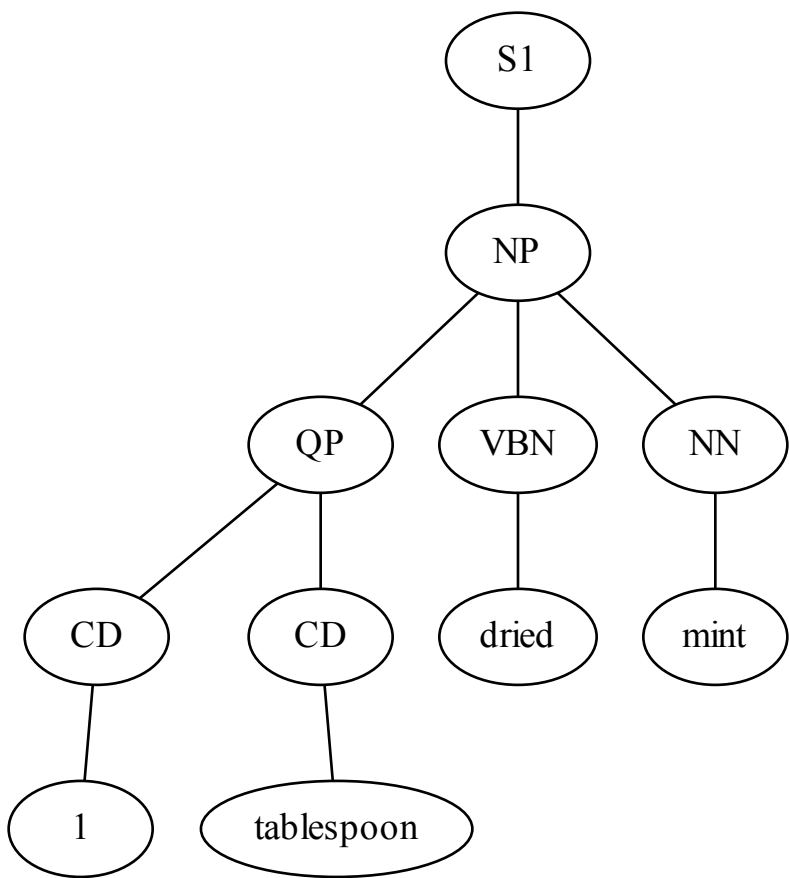 S1
NP
QP VBN NN
CD CD dried mint
1 tablespoon